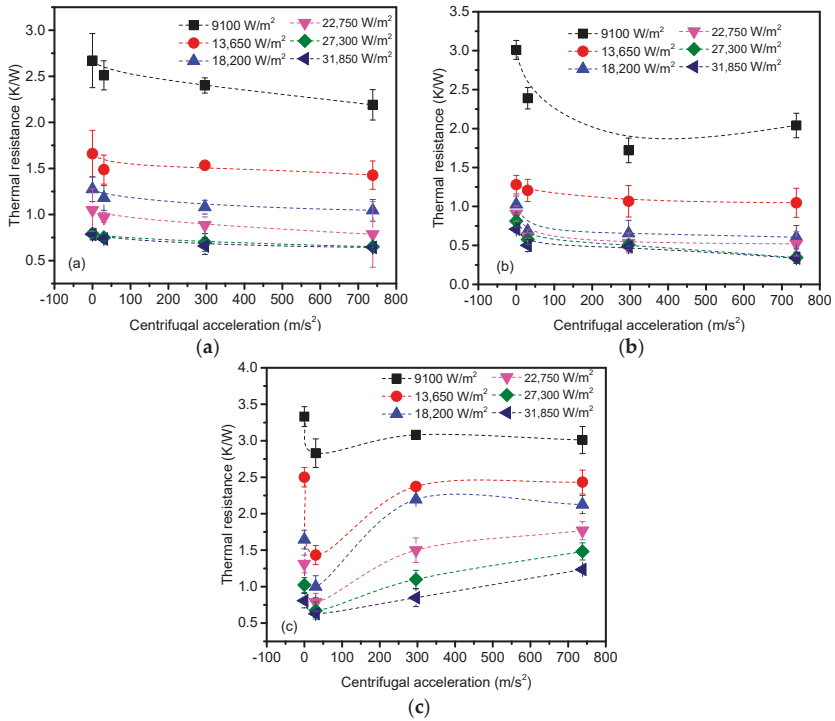 9100 W/m² 22,750 W/m²
13,650 W/m² 27,300 W/m²
18,200 W/m² 31,850 W/m²
Thermal resistance (K/W)
3.0
2.5
2.0
1.5
1.0
0.5
(a)
-100 0 100 200 300 400 500 600 700 800
Centrifugal acceleration (m/s²)
(a)
9100 W/m² 22,750 W/m²
13,650 W/m² 27,300 W/m²
18,200 W/m² 31,850 W/m²
Thermal resistance (K/W)
3.5
3.0
2.5
2.0
1.5
1.0
0.5
0.0
(b)
-100 0 100 200 300 400 500 600 700 800
Centrifugal acceleration (m/s²)
(b)
9100 W/m² 22,750 W/m²
13,650 W/m² 27,300 W/m²
18,200 W/m² 31,850 W/m²
Thermal resistance (K/W)
4.0
3.5
3.0
2.5
2.0
1.5
1.0
0.5
(c)
-100 0 100 200 300 400 500 600 700 800
Centrifugal acceleration (m/s²)
(c)